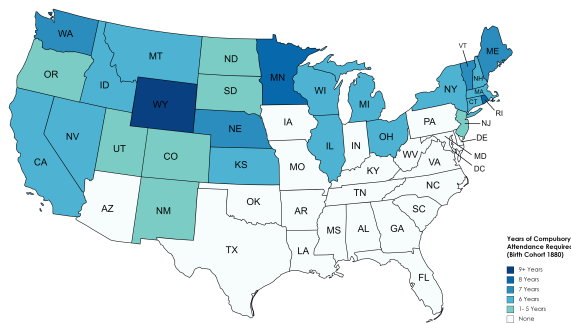 WA
MT
ND
MN
OR
ID
WY
SD
WI
MI
NY
VT
NH
ME
MA
CT
RI
NV
UT
CO
NE
IA
IL
IN
OH
PA
NJ
DE
MD
DC
CA
KS
MO
KY
WV
VA
AZ
NM
OK
AR
TN
NC
SC
TX
LA
MS
AL
GA
FL
Years of Compulsory
Attendance Required
(Birth Cohort 1880)
9+ Years
8 Years
7 Years
6 Years
1- 5 Years
None